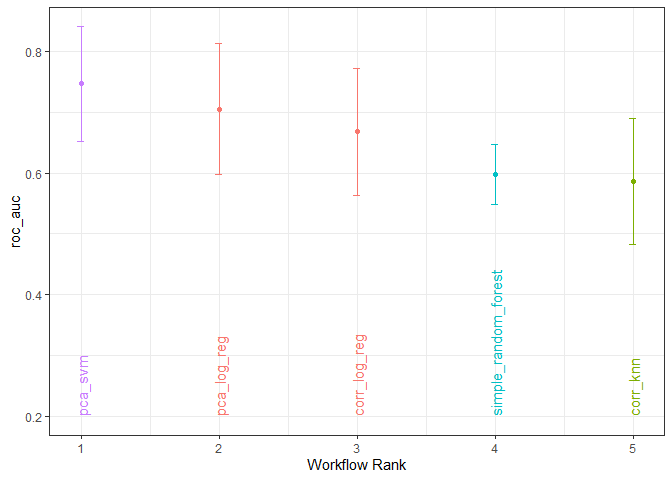 roc_auc
0.8
0.6
0.4
0.2
pca_svm
pca_log_reg
corr_log_reg
simple_random_forest
corr_knn
1
2
3
4
5
Workflow Rank